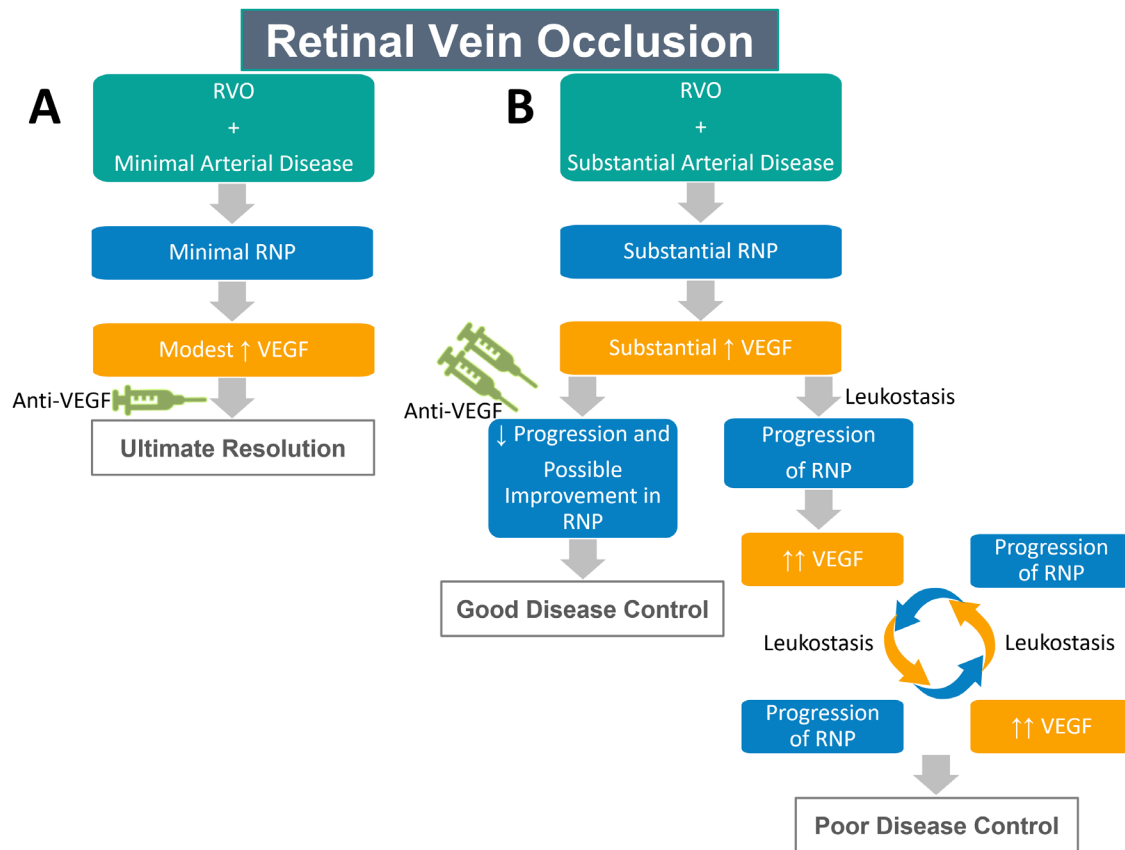 Retinal Vein Occlusion
A
RVO
+
Minimal Arterial Disease
Minimal RNP
Modest ↑ VEGF
Anti-VEGF
Ultimate Resolution
B
RVO
+
Substantial Arterial Disease
Substantial RNP
Substantial ↑ VEGF
Anti-VEGF
↓ Progression and
Possible
Improvement in
RNP
Good Disease Control
Leukostasis
Progression
of RNP
↑↑ VEGF
Progression
of RNP
Leukostasis
Leukostasis
Progression
of RNP
↑↑ VEGF
Poor Disease Control